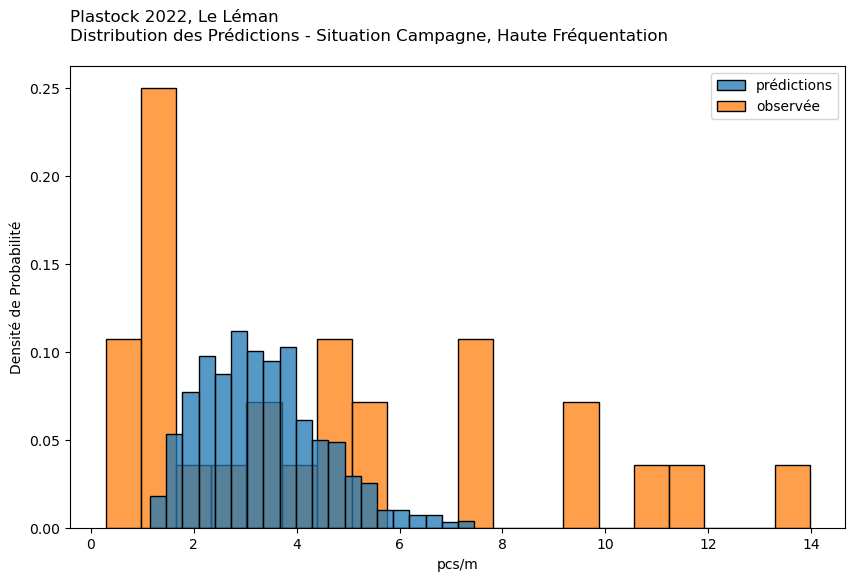 Plastock 2022, Le Léman
Distribution des Prédictions - Situation Campagne, Haute Fréquentation
prédictions
observée
Densité de Probabilité
0.25
0.20
0.15
0.10
0.05
0.00
0 2 4 6 8 10 12 14
pcs/m